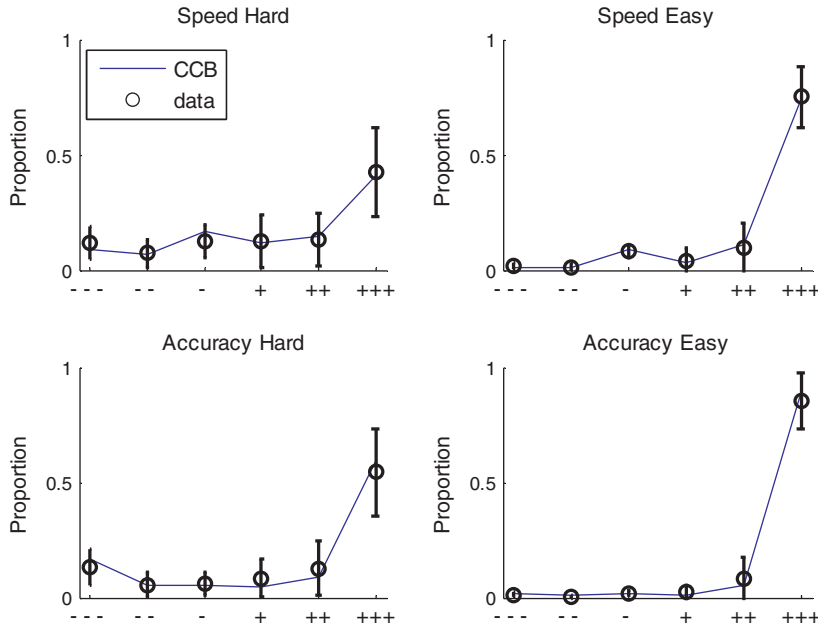 Speed Hard
1
CCB
data
Proportion
0.5
0
- - - - - - + ++ +++
Speed Easy
1
Proportion
0.5
0
- - - - - - + ++ +++
Accuracy Hard
1
Proportion
0.5
0
- - - - - - + ++ +++
Accuracy Easy
1
Proportion
0.5
0
- - - - - - + ++ +++